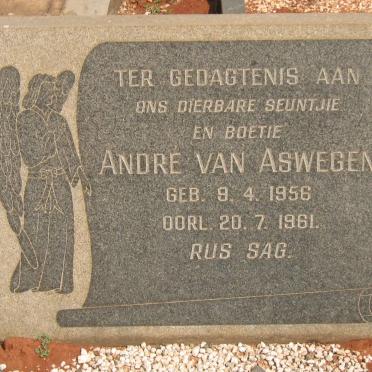 TER GEDAGTENIS AAN
ONS DIERBARE SEUNTJIE
EN BOETIE
ANDRÉ VAN ASWEGEN
GEB. 9. 4. 1956
OORL. 20. 7. 1961.
RUS SAG.